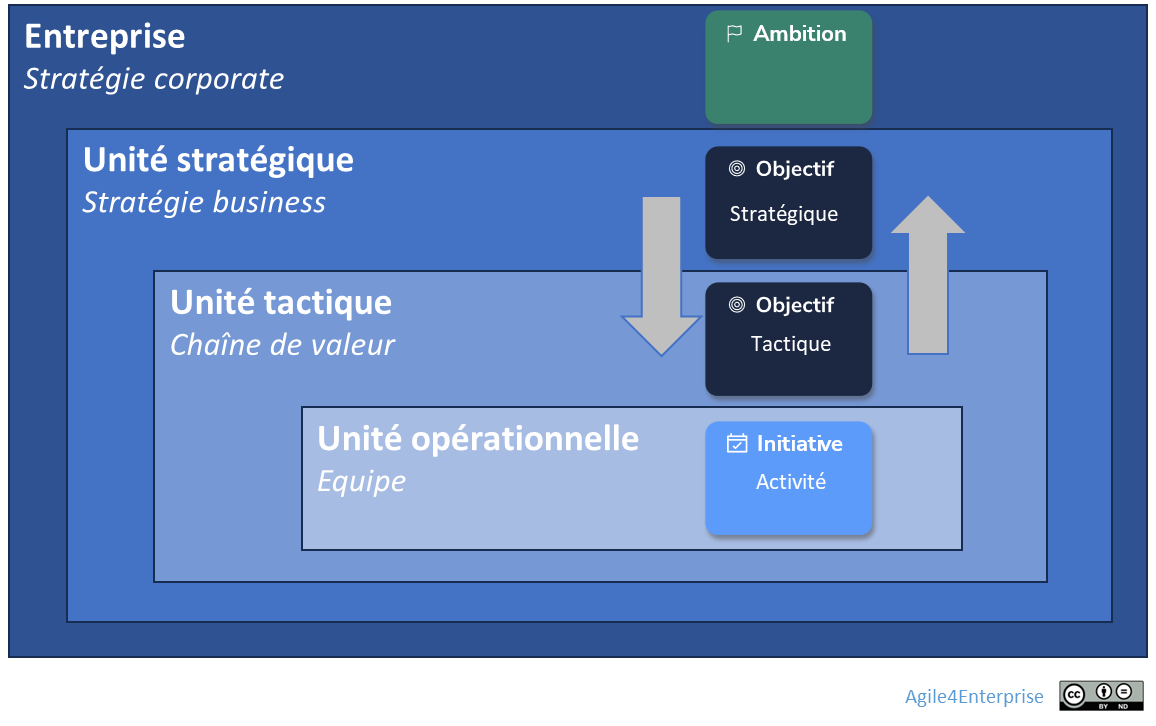 Entreprise
Stratégie corporate
Ambition
Unité stratégique
Stratégie business
Objectif
Stratégique
Unité tactique
Chaîne de valeur
Objectif
Tactique
Unité opérationnelle
Equipe
Initiative
Activité
Agile4Enterprise
cc
BY ND